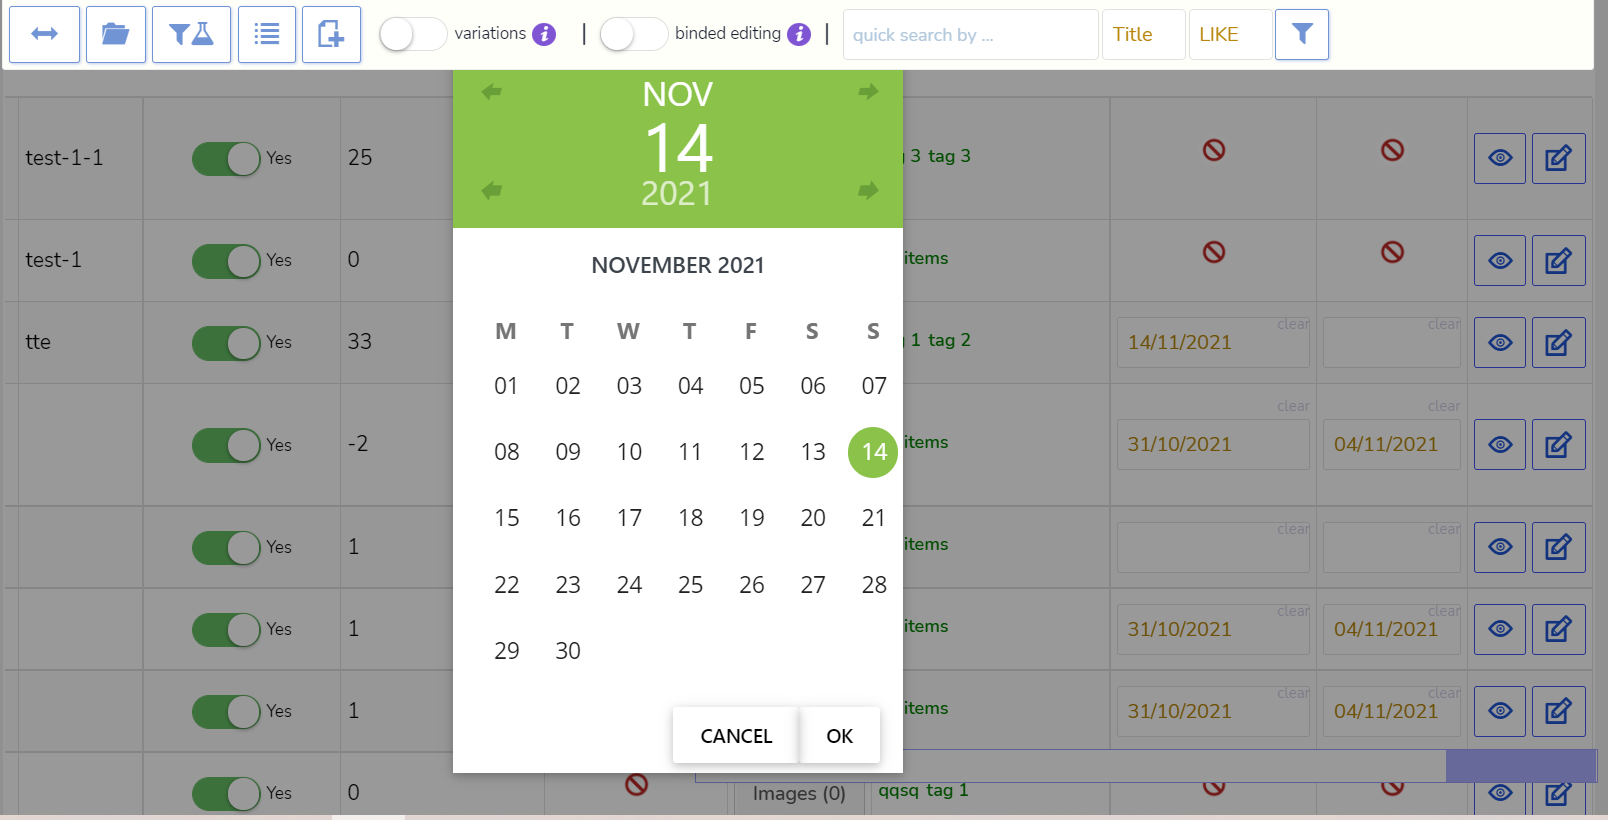 variations | binded editing | quick search by ... Title LIKE
NOV
14
2021
NOVEMBER 2021
M T W T F S S
01 02 03 04 05 06 07
08 09 10 11 12 13 14
15 16 17 18 19 20 21
22 23 24 25 26 27 28
29 30
CANCEL OK
test-1-1 Yes 25 3 tag 3
test-1 Yes 0 items
clear clear
tte Yes 33 1 tag 2 14/11/2021
clear clear
Yes -2 items 31/10/2021 04/11/2021
clear clear
Yes 1 items
clear clear
Yes 1 items 31/10/2021 04/11/2021
clear clear
Yes 1 items 31/10/2021 04/11/2021
Yes 0 Images (0) qqsq tag 1